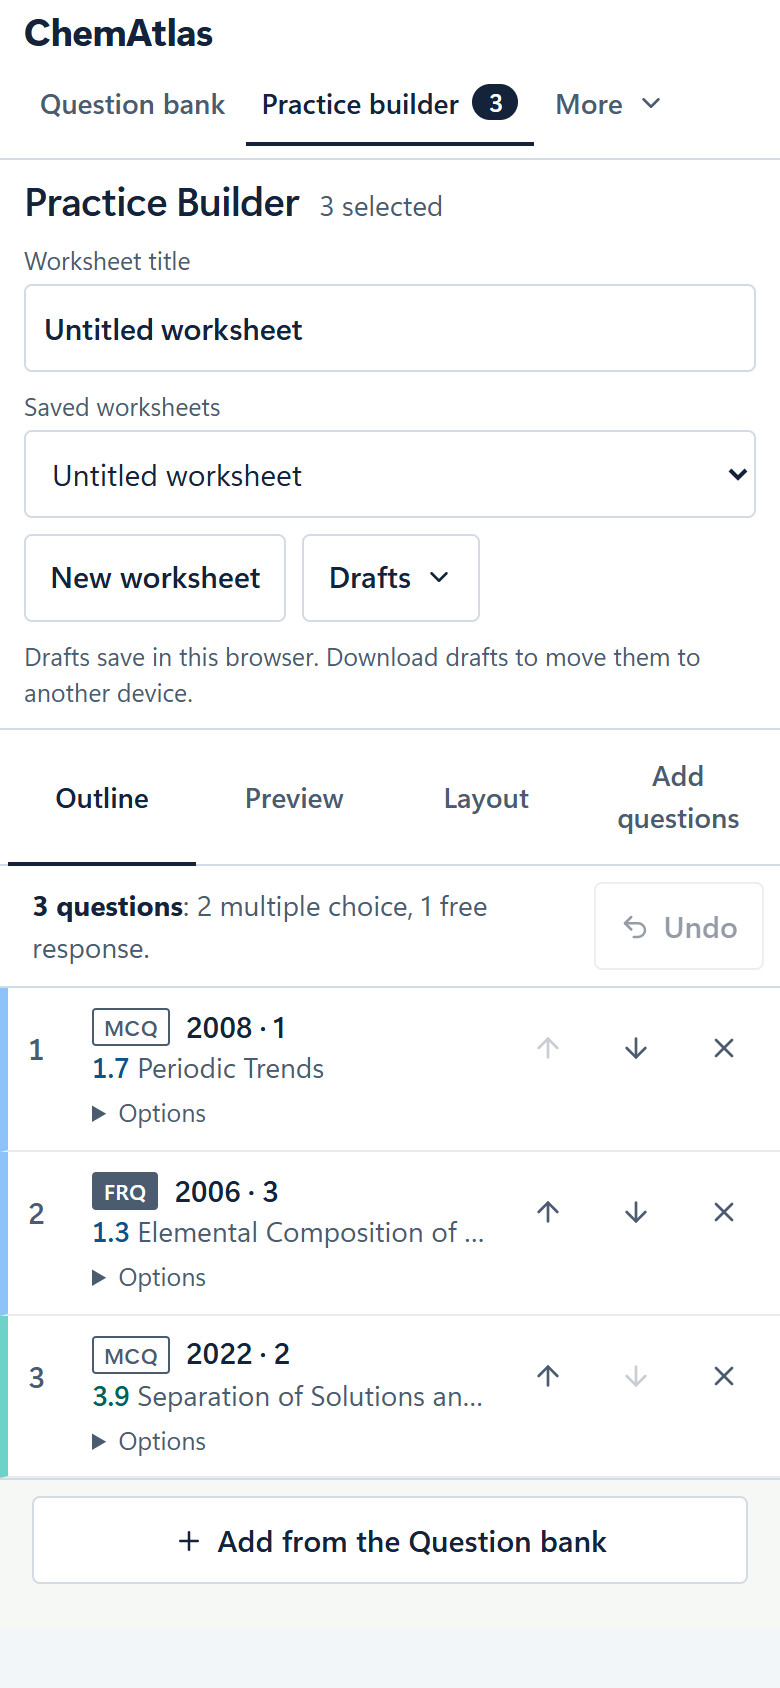 ChemAtlas
Question bank Practice builder 3 More
Practice Builder 3 selected
Worksheet title
Untitled worksheet
Saved worksheets
Untitled worksheet
New worksheet Drafts
Drafts save in this browser. Download drafts to move them to
another device.
Outline Preview Layout Add
questions
3 questions: 2 multiple choice, 1 free
response.
Undo
1 MCQ 2008 · 1
1.7 Periodic Trends
Options
2 FRQ 2006 · 3
1.3 Elemental Composition of ...
Options
3 MCQ 2022 · 2
3.9 Separation of Solutions an...
Options
+ Add from the Question bank